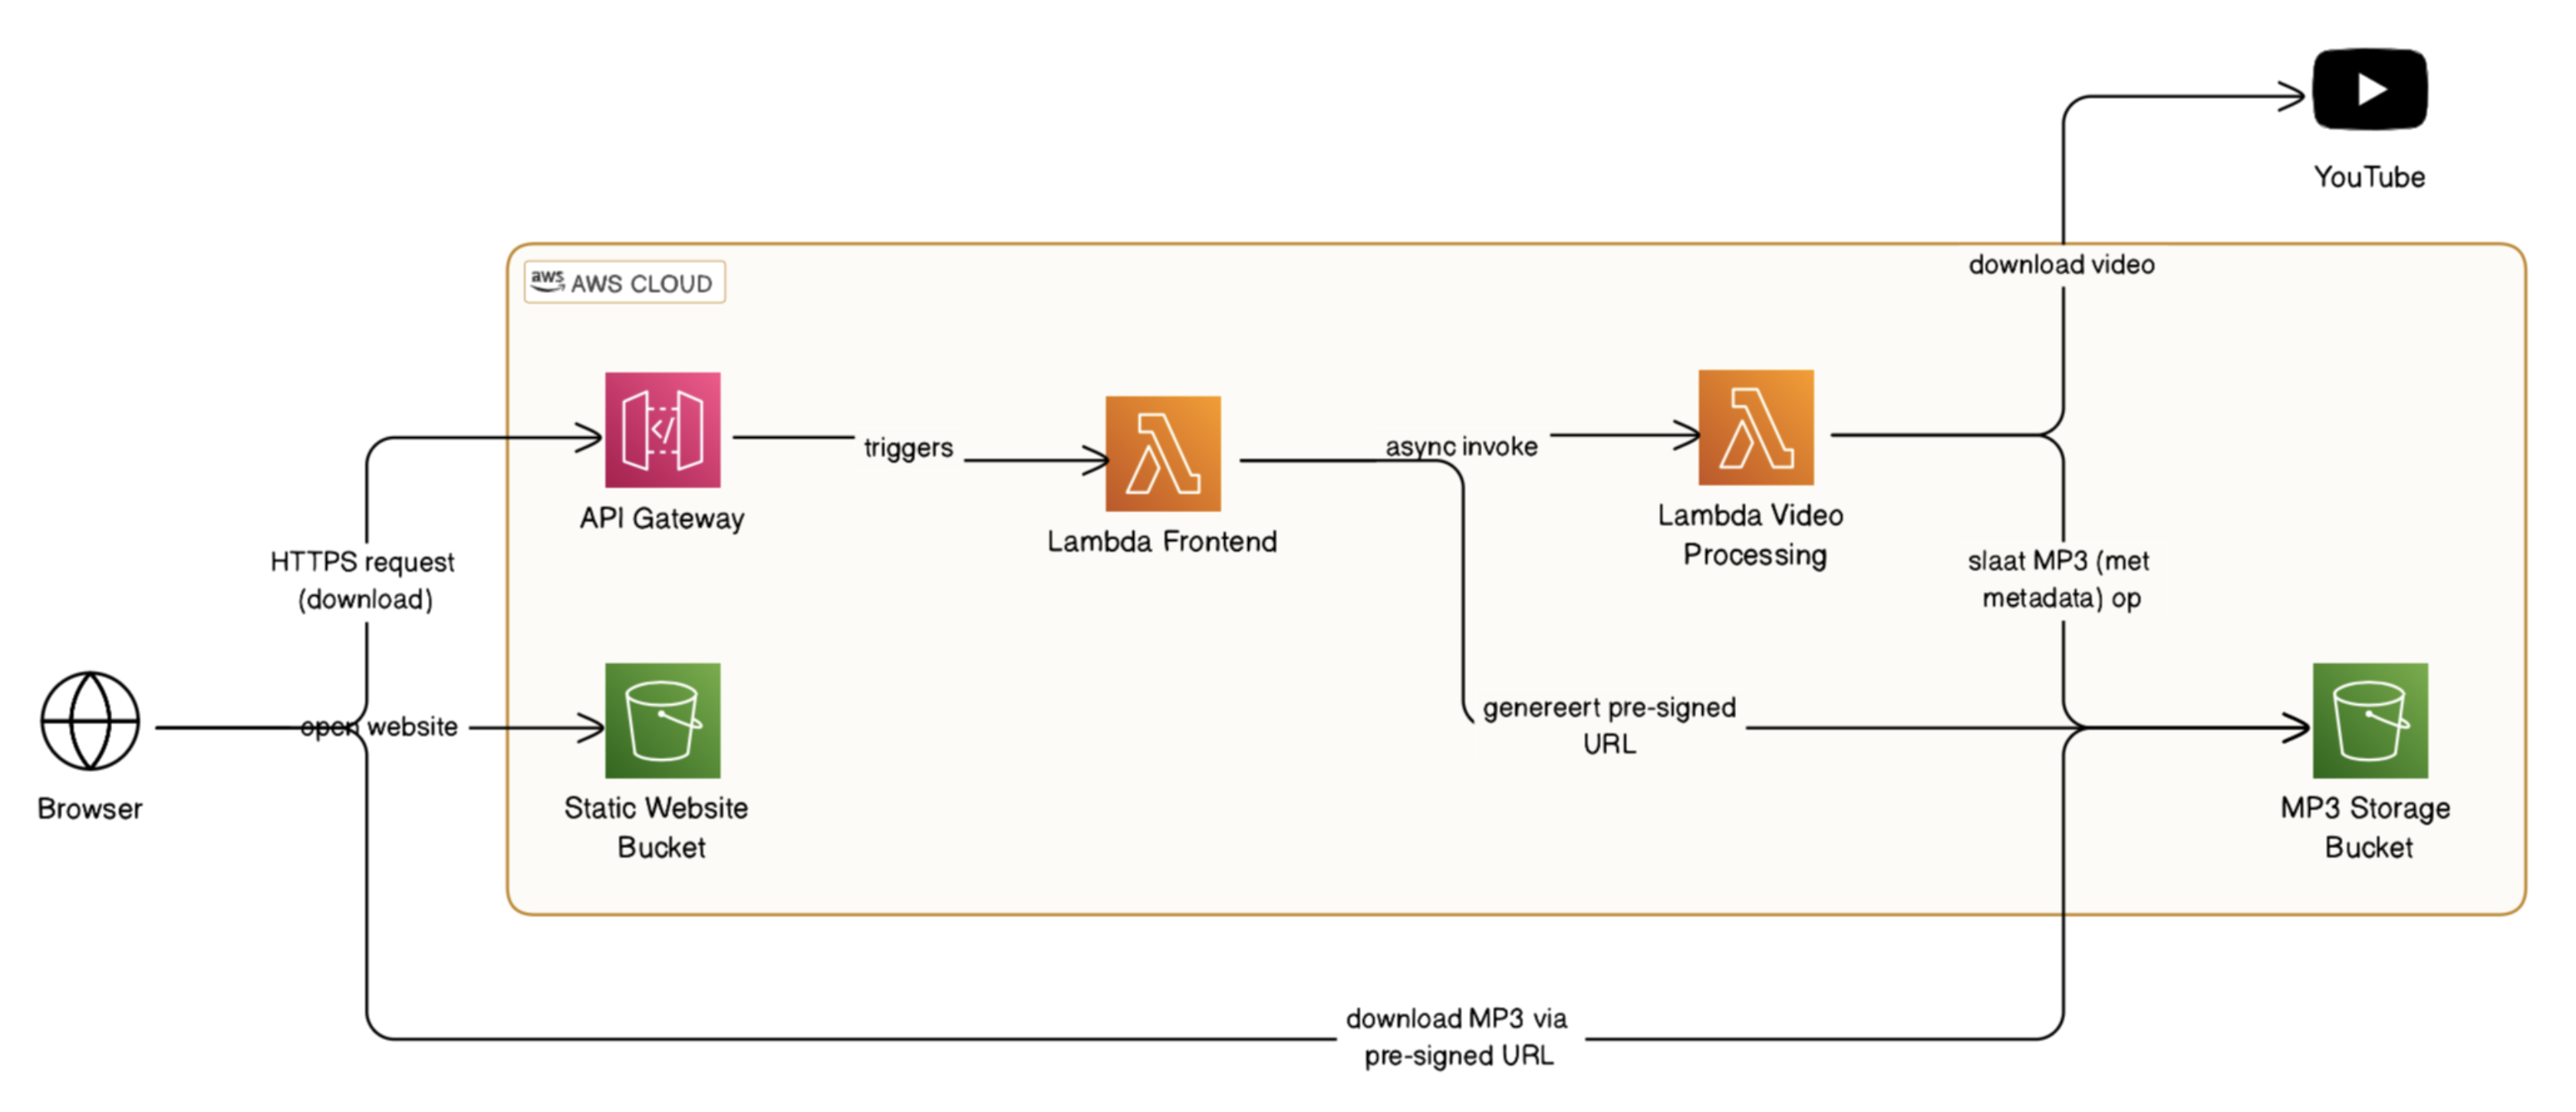 YouTube
download video
aws AWS CLOUD
triggers
async invoke
API Gateway
Lambda Frontend
Lambda Video
Processing
HTTPS request
(download)
slaat MP3 (met
metadata) op
open website
genereert pre-signed
URL
Browser
Static Website
Bucket
MP3 Storage
Bucket
download MP3 via
pre-signed URL